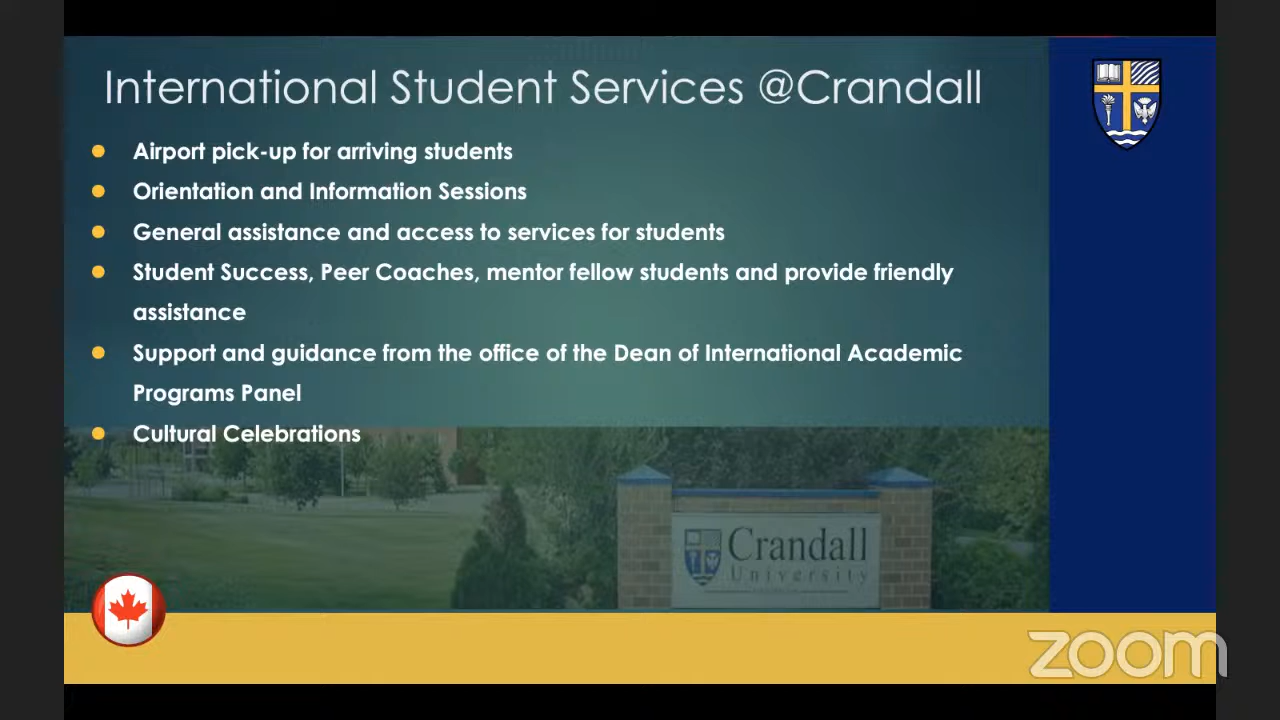 International Student Services @Crandall
Airport pick-up for arriving students
Orientation and Information Sessions
General assistance and access to services for students
Student Success, Peer Coaches, mentor fellow students and provide friendly
assistance
Support and guidance from the office of the Dean of International Academic
Programs Panel
Cultural Celebrations
Crandall
University
zoom